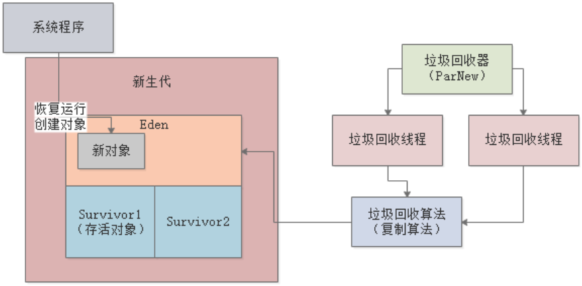 系统程序
新生代
恢复运行
创建对象
Eden
新对象
Survivor1
（存活对象）
Survivor2
垃圾回收器
（ParNew）
垃圾回收线程
垃圾回收线程
垃圾回收算法
（复制算法）